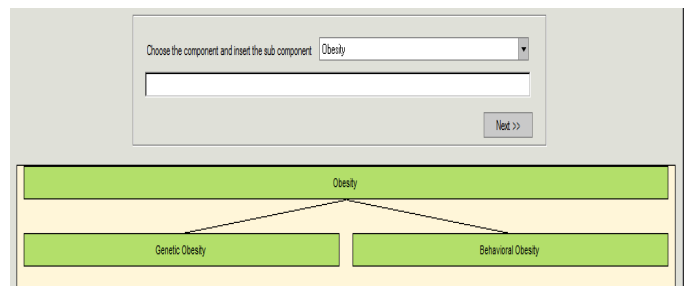 Choose the component and insert the sub component Obesity
Next >>
Obesity
Genetic Obesity Behavioral Obesity